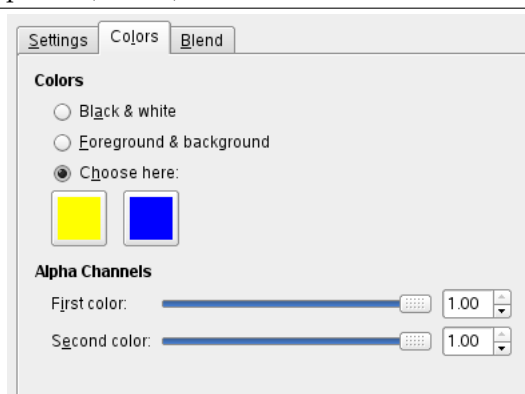 Settings Colors Blend
Colors
Black & white
Foreground & background
Choose here:
Alpha Channels
First color: 1.00
Second color: 1.00